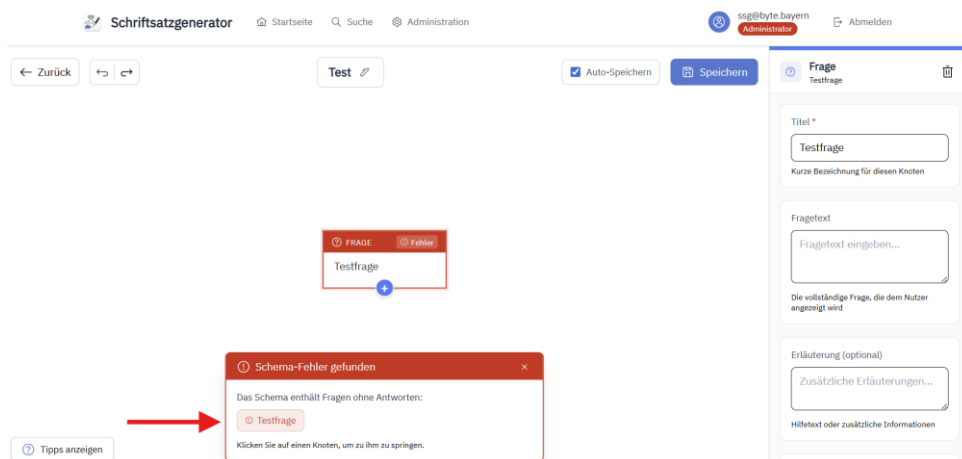 Schriftsatzgenerator
Startseite
Suche
Administration
ssg@byte.bayern
Administrator
Abmelden
Zurück
Test
Auto-Speichern
Speichern
Frage
Testfrage
Titel *
Testfrage
Kurze Bezeichnung für diesen Knoten
Fragetext
Fragetext eingeben...
Die vollständige Frage, die dem Nutzer
angezeigt wird
Erläuterung (optional)
Zusätzliche Erläuterungen...
Hilfetext oder zusätzliche Informationen
FRAGE
Fehler
Testfrage
Schema-Fehler gefunden
Das Schema enthält Fragen ohne Antworten:
Testfrage
Klicken Sie auf einen Knoten, um zu ihm zu springen.
Tipps anzeigen